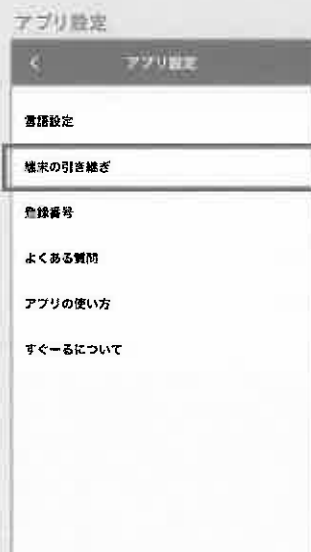 アプリ設定
アプリ設定
言語設定
端末の引き継ぎ
登録番号
よくある質問
アプリの使い方
すぐーるについて